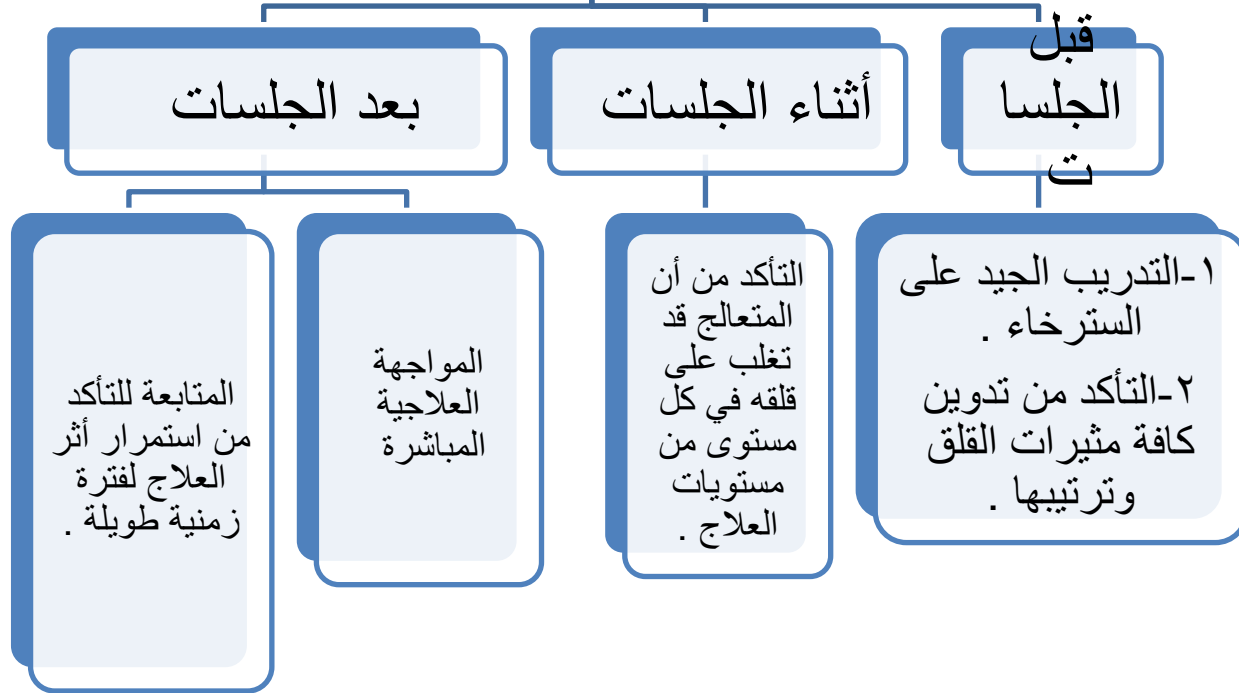 قبل
الجلسا
ت
أثناء الجلسات
بعد الجلسات
١-التدريب الجيد على
السترخاء .
٢-التأكد من تدوين
كافة مثيرات القلق
وترتيبها .
التأكد من أن
المتعالج قد
تغلب على
قلقه في كل
مستوى من
مستويات
العلاج .
المواجهة
العلاجية
المباشرة
المتابعة للتأكد
من استمرار أثر
العلاج لفترة
زمنية طويلة .